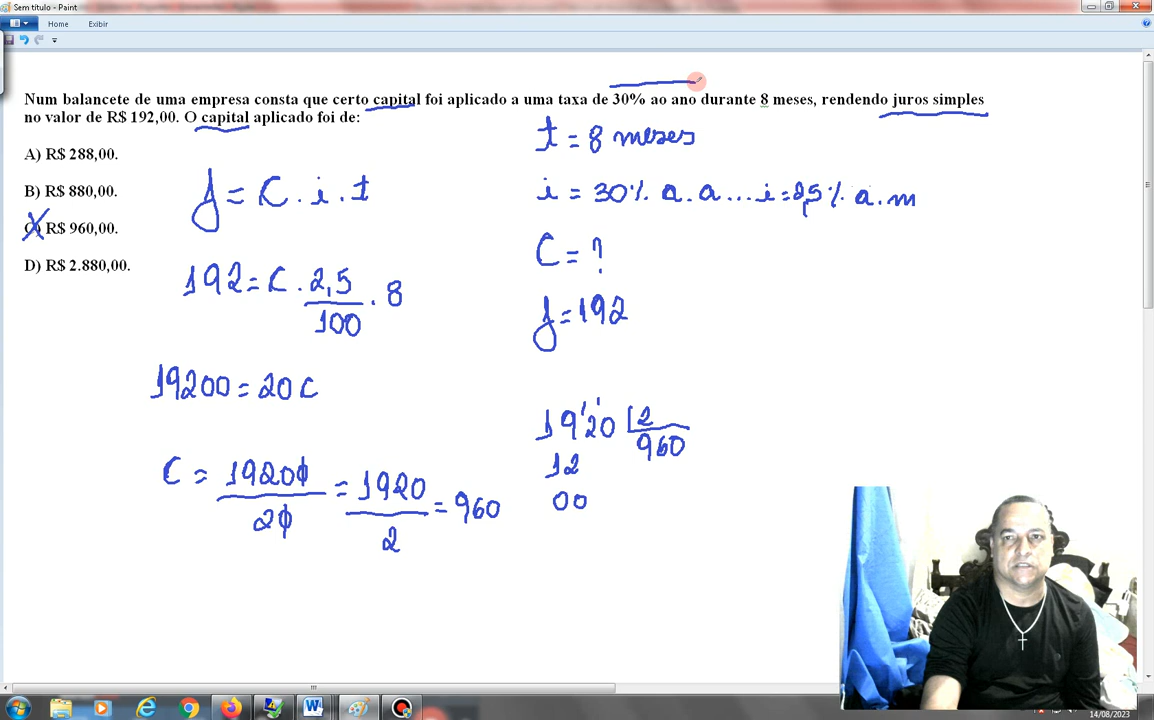 Sem título - Paint
Home Exibir
Num balancete de uma empresa consta que certo capital foi aplicado a uma taxa de 30% ao ano durante 8 meses, rendendo juros simples
no valor de R$ 192,00. O capital aplicado foi de:
t = 8 meses
A) R$ 288,00.
B) R$ 880,00.
J = C . i . t
i = 30% a.a... i = 2,5% a.m
C) R$ 960,00.
C = ?
D) R$ 2.880,00.
192 = C . 2,5 . 8
100
J = 192
19200 = 20 C
1920 2
960
12
00
C = 19200 = 1920 = 960
20 2
14/08/2023